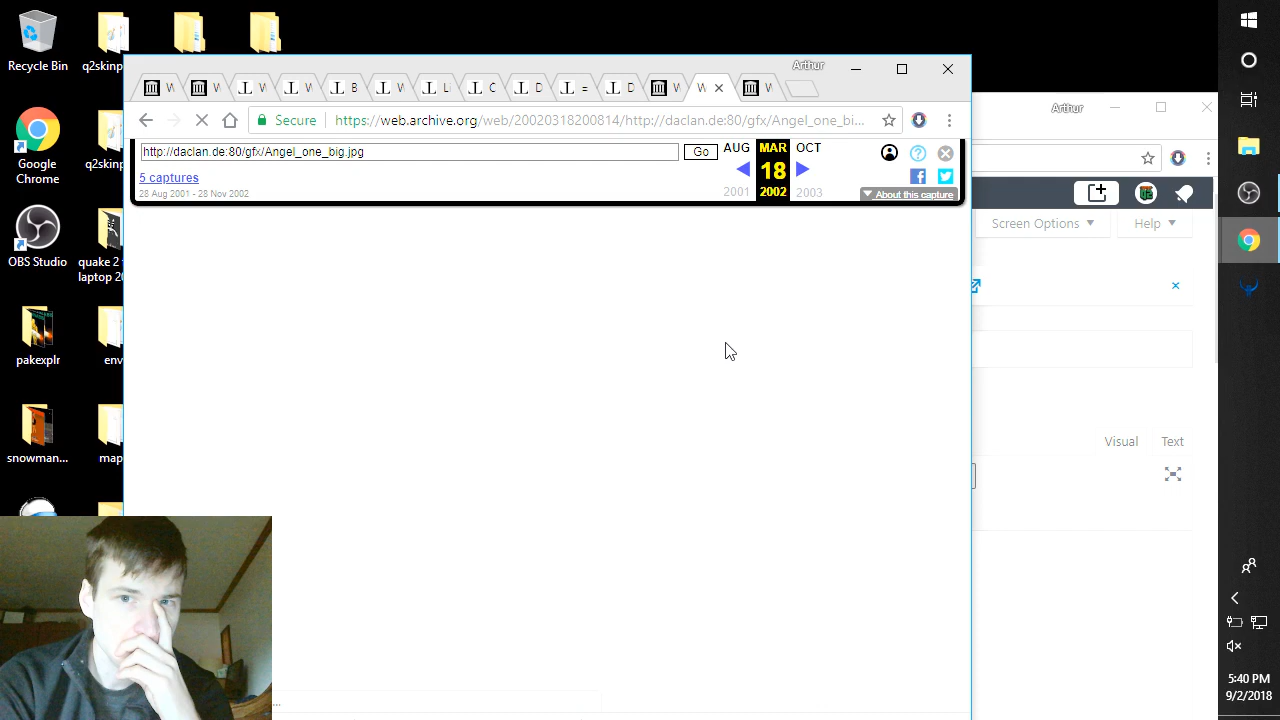 Arthur
Secure
https://web.archive.org/web/20020318200814/http://daclan.de:80/gfx/Angel_one_bi...
http://daclan.de:80/gfx/Angel_one_big.jpg
Go
AUG
MAR
OCT
18
5 captures
28 Aug 2001 - 28 Nov 2002
2001
2002
2003
About this capture
Arthur
Screen Options
Help
Visual
Text
...
Recycle Bin
q2skinp
Google
Chrome
q2skinp
OBS Studio
quake 2
laptop 20
pakexplr
env
snowman...
map
5:40 PM
9/2/2018